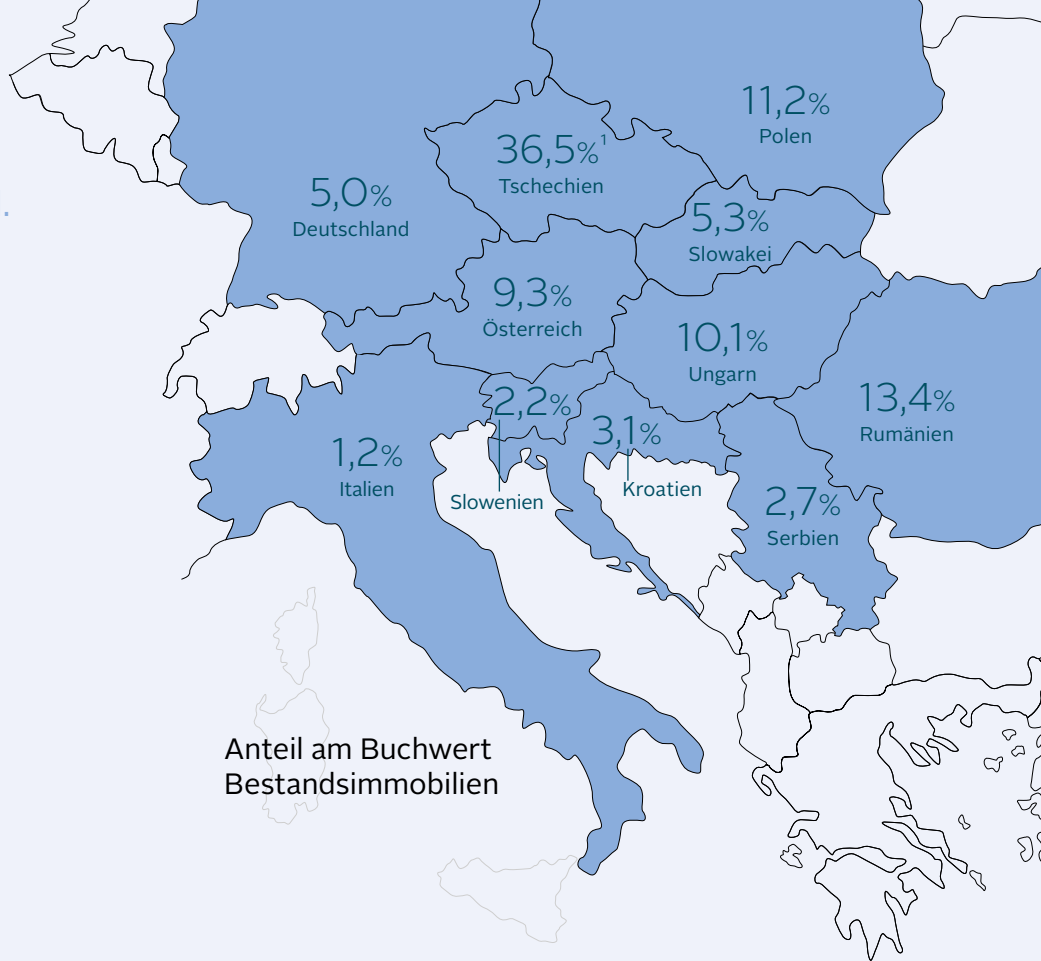 11,2%
Polen
36,5%¹
Tschechien
5,0%
Deutschland
5,3%
Slowakei
9,3%
Österreich
10,1%
Ungarn
13,4%
Rumänien
2,2%
Slowenien
3,1%
Kroatien
1,2%
Italien
2,7%
Serbien
Anteil am Buchwert
Bestandsimmobilien